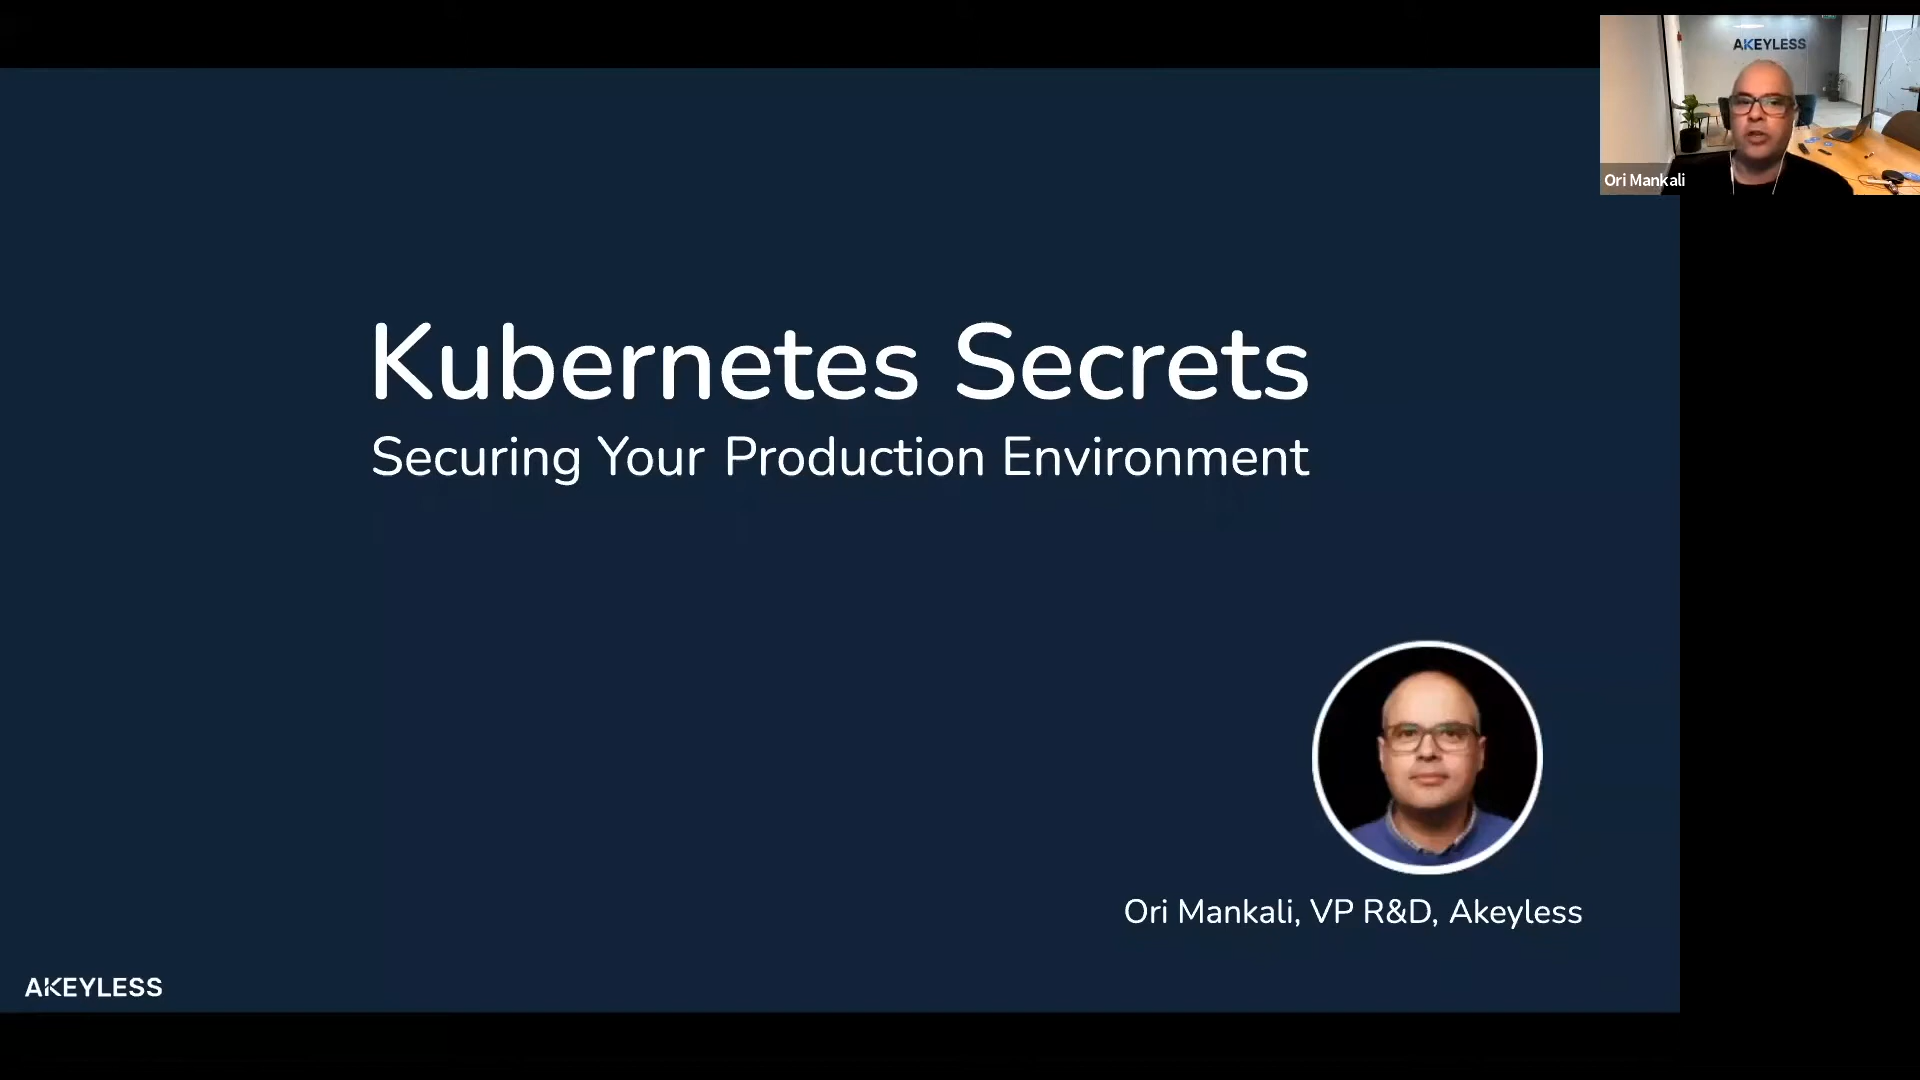 AKEYLESS
Ori Mankali
Kubernetes Secrets
Securing Your Production Environment
Ori Mankali, VP R&D, Akeyless
AKEYLESS